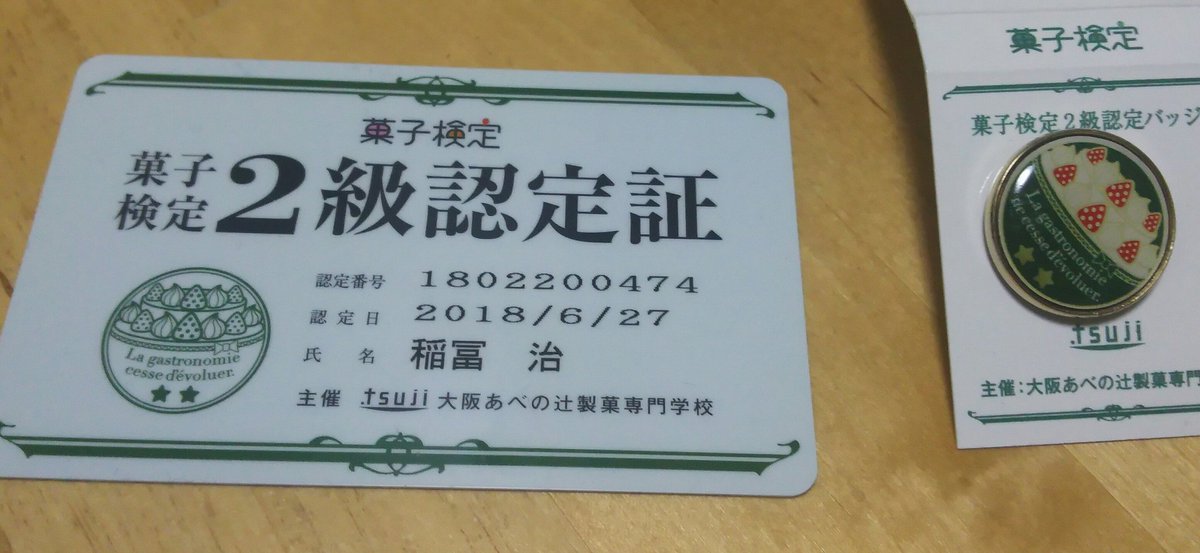 菓子検定
菓子
検定
2級認定証
認定番号 1802200474
認定日 2018/6/27
氏 名 稲冨 治
主催 .tsuji 大阪あべの辻製菓専門学校
La gastronomie
cesse d'évoluer.
菓子検定
菓子検定2級認定バッジ
La gastronomie
cesse d'évoluer.
.tsuji
主催:大阪あべの辻製菓専門